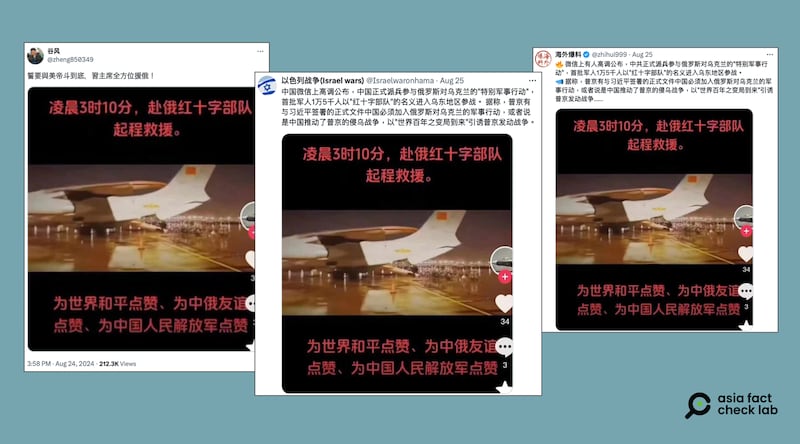 谷风
@zheng850349
誓要與美帝斗到底，習主席全方位援俄！
凌晨3时10分，赴俄红十字部队
起程救援。
为世界和平点赞、为中俄友谊
点赞、为中国人民解放军点赞
3:58 PM · Aug 24, 2024 · 212.3K Views
以色列战争(Israel wars) @Israelwaronhama · Aug 25
中国微信上有人高调公布，中国正式派兵参与俄罗斯对乌克兰的"特别军事行动"，
首批军人1万5千人以"红十字部队"的名义进入乌东地区参战。 据称，普京有
与习近平签署的正式文件中国必须加入俄罗斯对乌克兰的军事行动，或者说
是中国推动了普京的侵乌战争，以"世界百年之变局到来"引诱普京发动战争。
凌晨3时10分，赴俄红十字部队
起程救援。
34
3
为世界和平点赞、为中俄友谊
点赞、为中国人民解放军点赞
海外爆料 @zhihui999 · Aug 25
微信上有人高调公布，中共正式派兵参与俄罗斯对乌克兰的"特别军事行动"，
首批军人1万5千人以"红十字部队"的名义进入乌东地区参战。
据称，普京有与习近平签署的正式文件中国必须加入俄罗斯对乌克兰的军
事行动，或者说是中国推动了普京的侵乌战争，以"世界百年之变局到来"引诱
普京发动战争.....
凌晨3时10分，赴俄红十字部队
起程救援。
34
3
为世界和平点赞、为中俄友谊
点赞、为中国人民解放军点赞
asia fact
check lab